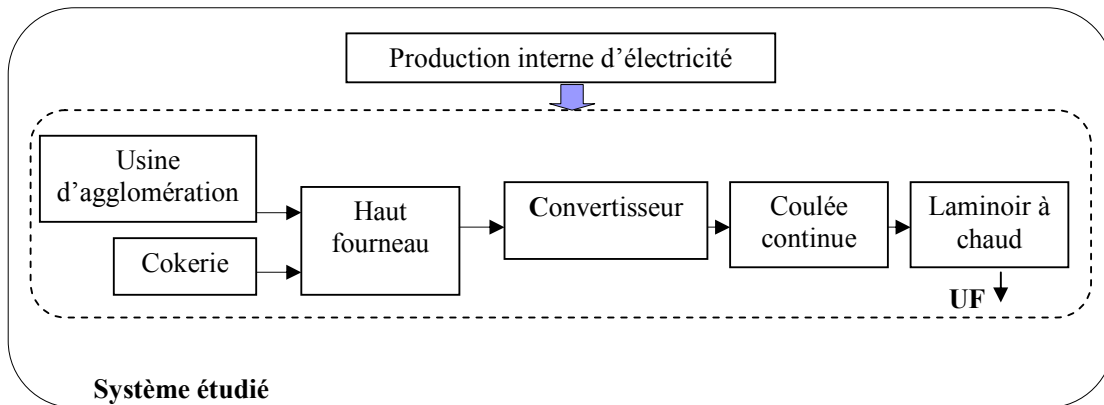 Production interne d'électricité
Usine
d'agglomération
Cokerie
Haut
fourneau
Convertisseur
Coulée
continue
Laminoir à
chaud
UF
Système étudié